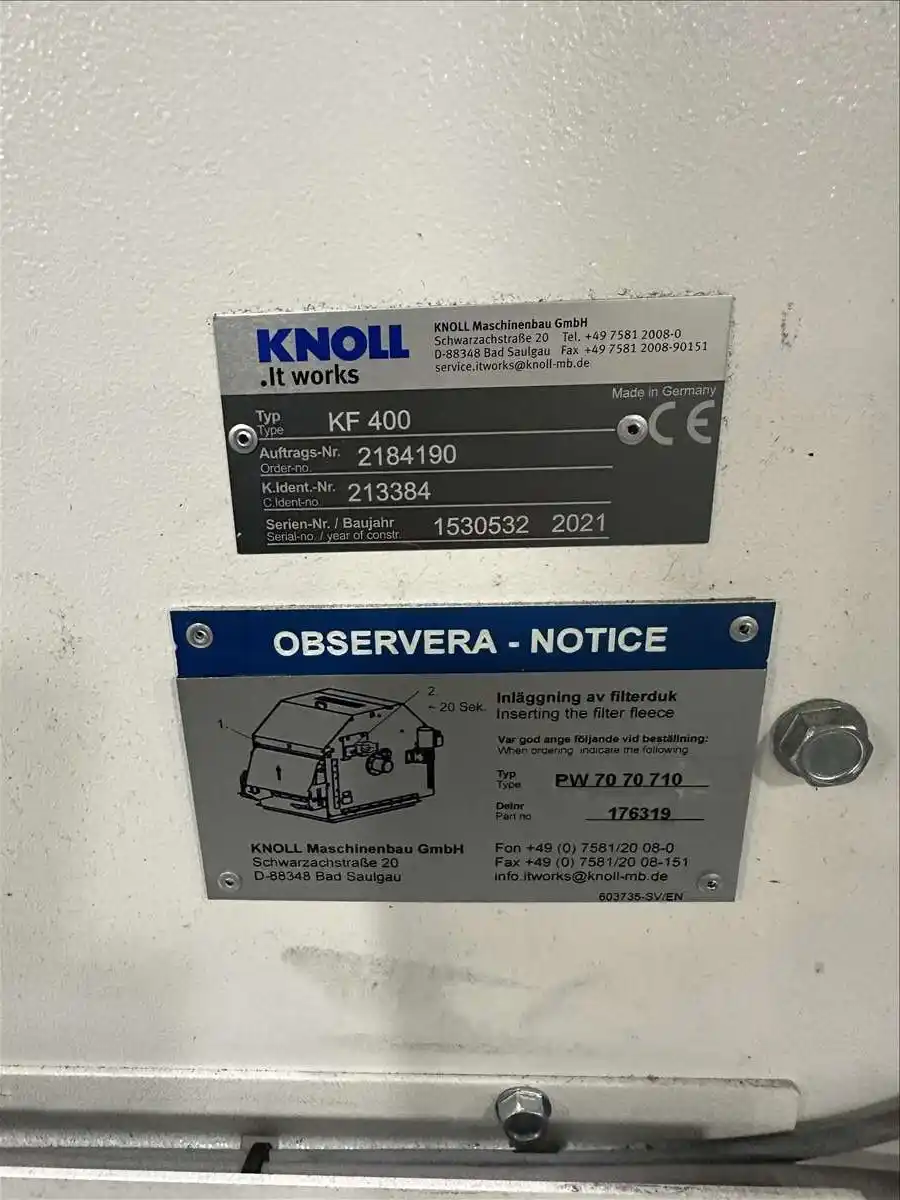 KNOLL
.It works
KNOLL Maschinenbau GmbH
Schwarzachstraße 20 Tel. +49 7581 2008-0
D-88348 Bad Saulgau Fax +49 7581 2008-90151
service.itworks@knoll-mb.de
Made in Germany
CE
Typ
Type
KF 400
Auftrags-Nr.
Order-no.
2184190
K.Ident.-Nr.
C.Ident-no.
213384
Serien-Nr. / Baujahr
Serial-no. / year of constr.
1530532 2021
OBSERVERA - NOTICE
1.
2.
~ 20 Sek.
Inläggning av filterduk
Inserting the filter fleece
Var god ange följande vid beställning:
When ordering indicate the following
Typ
Type
PW 70 70 710
Delnr
Part no
176319
KNOLL Maschinenbau GmbH
Schwarzachstraße 20
D-88348 Bad Saulgau
Fon +49 (0) 7581/20 08-0
Fax +49 (0) 7581/20 08-151
info.itworks@knoll-mb.de
603735-SV/EN